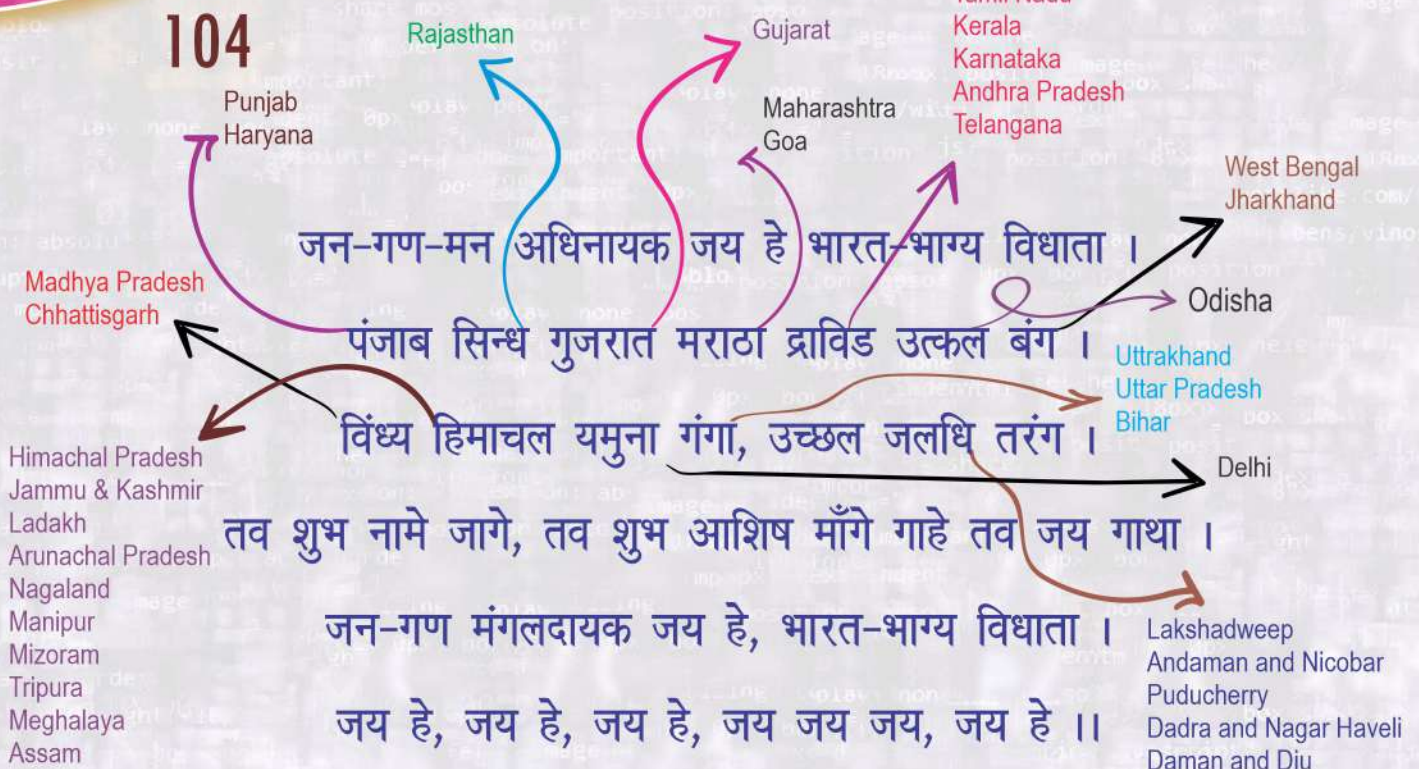 104
Rajasthan
Gujarat
Tamil Nadu
Kerala
Karnataka
Andhra Pradesh
Telangana
Punjab
Haryana
Maharashtra
Goa
West Bengal
Jharkhand
जन-गण-मन अधिनायक जय हे भारत-भाग्य विधाता ।
Madhya Pradesh
Chhattisgarh
Odisha
पंजाब सिन्ध गुजरात मराठा द्राविड उत्कल बंग ।
Uttrakhand
Uttar Pradesh
Bihar
विंध्य हिमाचल यमुना गंगा, उच्छल जलधि तरंग ।
Delhi
Himachal Pradesh
Jammu & Kashmir
Ladakh
Arunachal Pradesh
Nagaland
Manipur
Mizoram
Tripura
Meghalaya
Assam
तव शुभ नामे जागे, तव शुभ आशिष माँगे गाहे तव जय गाथा ।
जन-गण मंगलदायक जय हे, भारत-भाग्य विधाता ।
Lakshadweep
Andaman and Nicobar
Puducherry
Dadra and Nagar Haveli
Daman and Diu
जय हे, जय हे, जय हे, जय जय जय, जय हे ।।